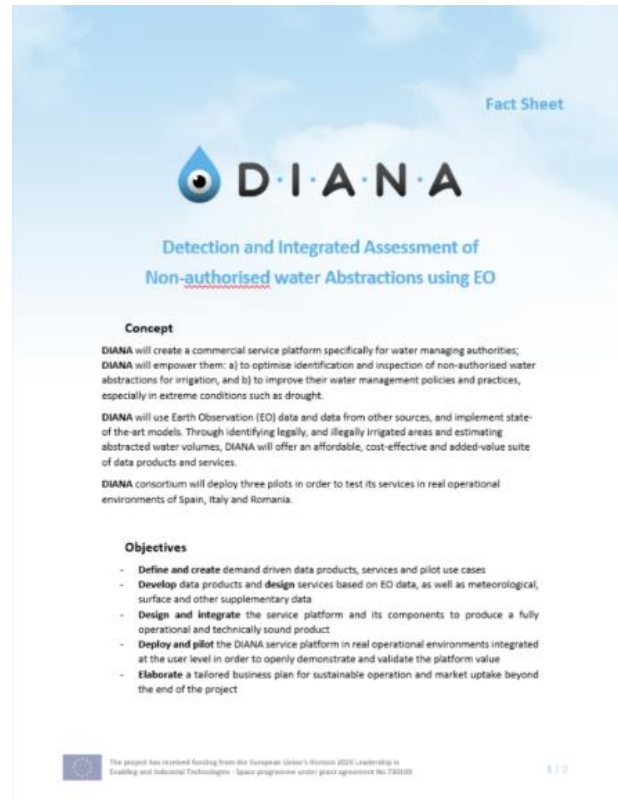 Fact Sheet
D·I·A·N·A
Detection and Integrated Assessment of
Non-authorised water Abstractions using EO
Concept
DIANA will create a commercial service platform specifically for water managing authorities;
DIANA will empower them: a) to optimise identification and inspection of non-authorised water
abstractions for irrigation, and b) to improve their water management policies and practices,
especially in extreme conditions such as drought.
DIANA will use Earth Observation (EO) data and data from other sources, and implement state-
of the-art models. Through identifying legally, and illegally irrigated areas and estimating
abstracted water volumes, DIANA will offer an affordable, cost-effective and added-value suite
of data products and services.
DIANA consortium will deploy three pilots in order to test its services in real operational
environments of Spain, Italy and Romania.
Objectives
- Define and create demand driven data products, services and pilot use cases
- Develop data products and design services based on EO data, as well as meteorological,
surface and other supplementary data
- Design and integrate the service platform and its components to produce a fully
operational and technically sound product
- Deploy and pilot the DIANA service platform in real operational environments integrated
at the user level in order to openly demonstrate and validate the platform value
- Elaborate a tailored business plan for sustainable operation and market uptake beyond
the end of the project
The project has received funding from the European Union's Horizon 2020 Leadership in
Enabling and Industrial Technologies - Space programme under grant agreement No 730109